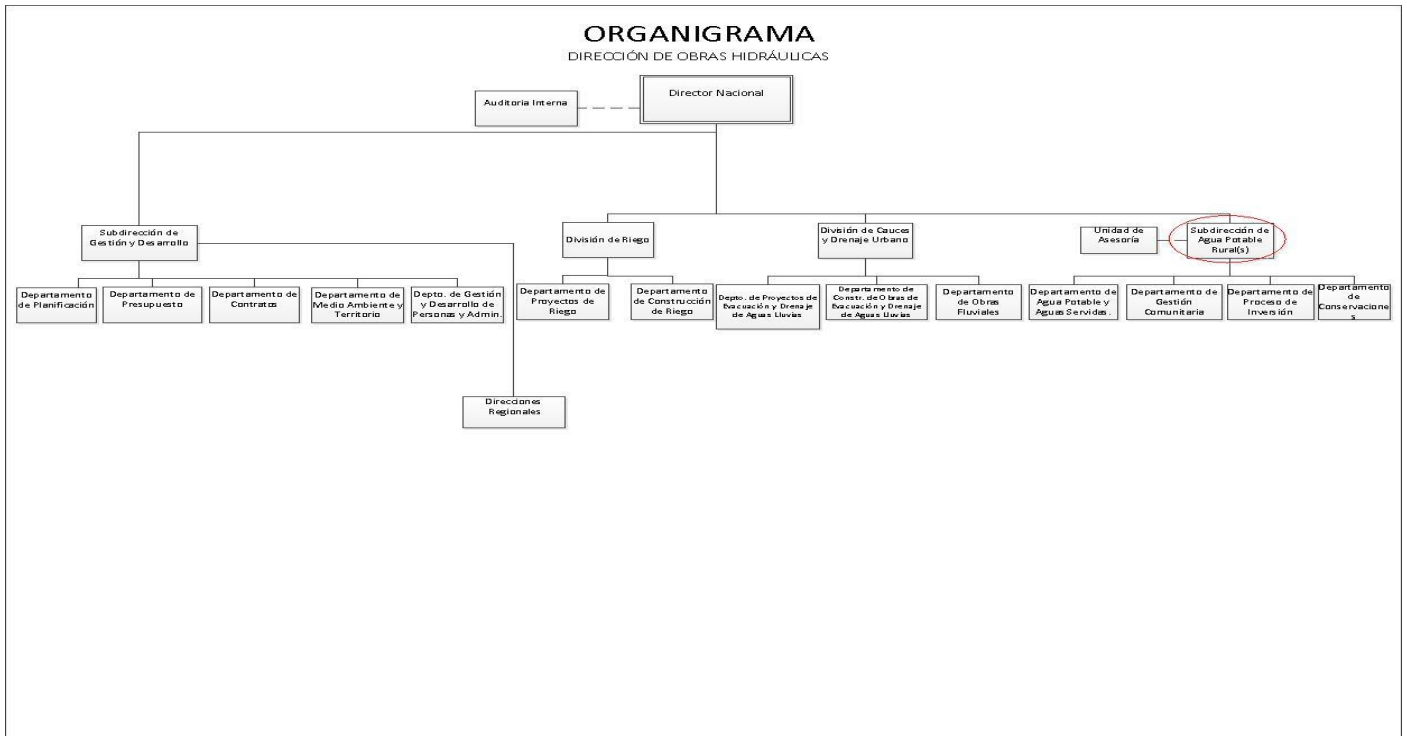 ORGANIGRAMA
DIRECCIÓN DE OBRAS HIDRÁULICAS
Director Nacional
Auditoria Interna
Subdirección de
Gestión y Desarrollo
División de Riego
División de Cauces
y Drenaje Urbano
Unidad de
Asesoría
Subdirección de
Agua Potable
Rural(s)
Departamento
de Planificación
Departamento de
Presupuesto
Departamento de
Contratos
Departamento de
Medio Ambiente y
Territorio
Depto. de Gestión
y Desarrollo de
Personas y Admin.
Departamento de
Proyectos de
Riego
Departamento
de Construcción
de Riego
Depto. de Proyectos de
Evacuación y Drenaje
de Aguas Lluvias
Departamento de
Constr. de Obras de
Evacuación y Drenaje
de Aguas Lluvias
Departamento
de Obras
Fluviales
Departamento de
Agua Potable y
Aguas Servidas.
Departamento de
Gestión
Comunitaria
Departamento de
Proceso de
Inversión
Departamento
de
Conservacione
s
Direcciones
Regionales